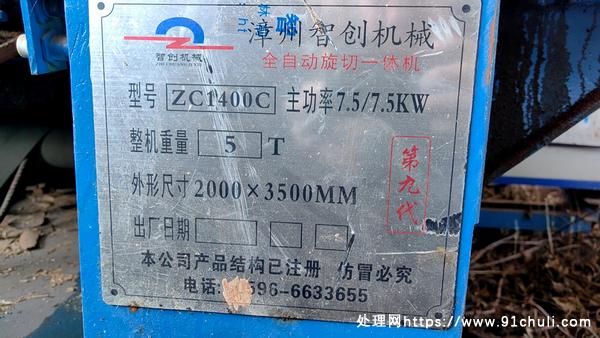 漳州智创机械
智创机械
ZHI CHUANG JI XIE
全自动旋切一体机
型号 ZC1400C 主功率7.5/7.5KW
整机重量 5 T
外形尺寸2000×3500MM
第九代
出厂日期
本公司产品结构已注册 仿冒必究
电话: 596-6633655
处理网https://www.91chuli.com/